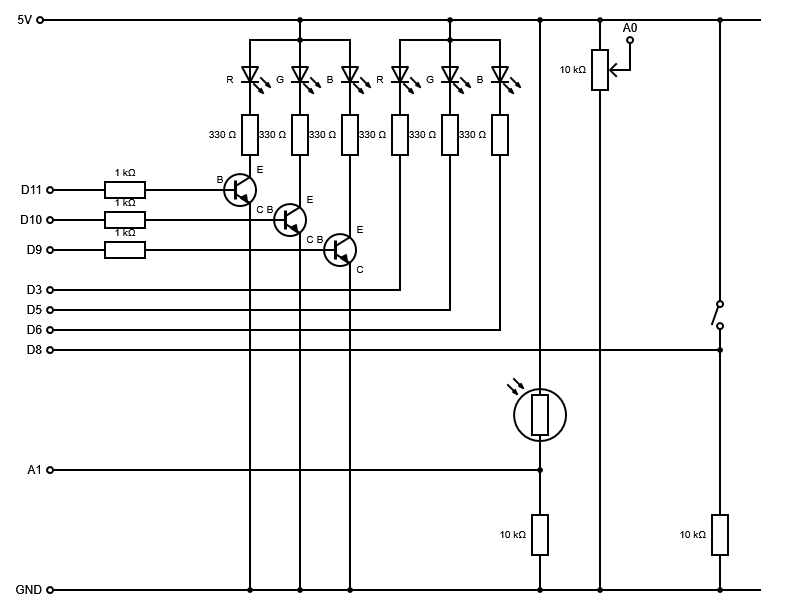 5V
A0
10 kΩ
R G B R G B
330 Ω 330 Ω 330 Ω 330 Ω 330 Ω 330 Ω
1 kΩ
B E
D11
1 kΩ
C B E
D10
1 kΩ
C B E
D9
C
D3
D5
D6
D8
A1
10 kΩ 10 kΩ
GND